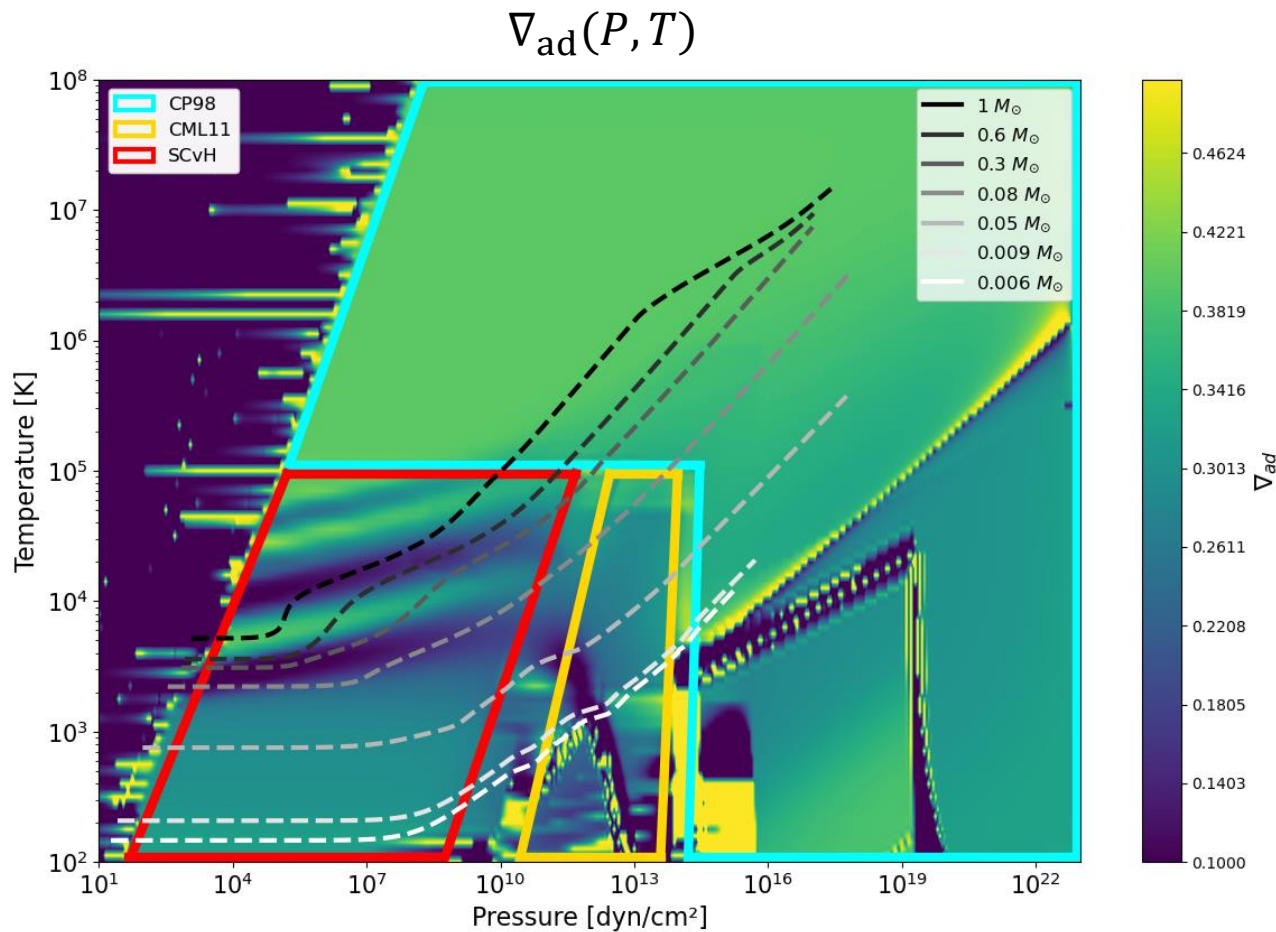 ∇ad(P, T)
CP98
CML11
SCvH
1 M⊙
0.6 M⊙
0.3 M⊙
0.08 M⊙
0.05 M⊙
0.009 M⊙
0.006 M⊙
10⁸
10⁷
10⁶
10⁵
10⁴
10³
10²
Temperature [K]
10¹
10⁴
10⁷
10¹⁰
10¹³
10¹⁶
10¹⁹
10²²
Pressure [dyn/cm²]
0.4624
0.4221
0.3819
0.3416
0.3013
0.2611
0.2208
0.1805
0.1403
0.1000
∇ad